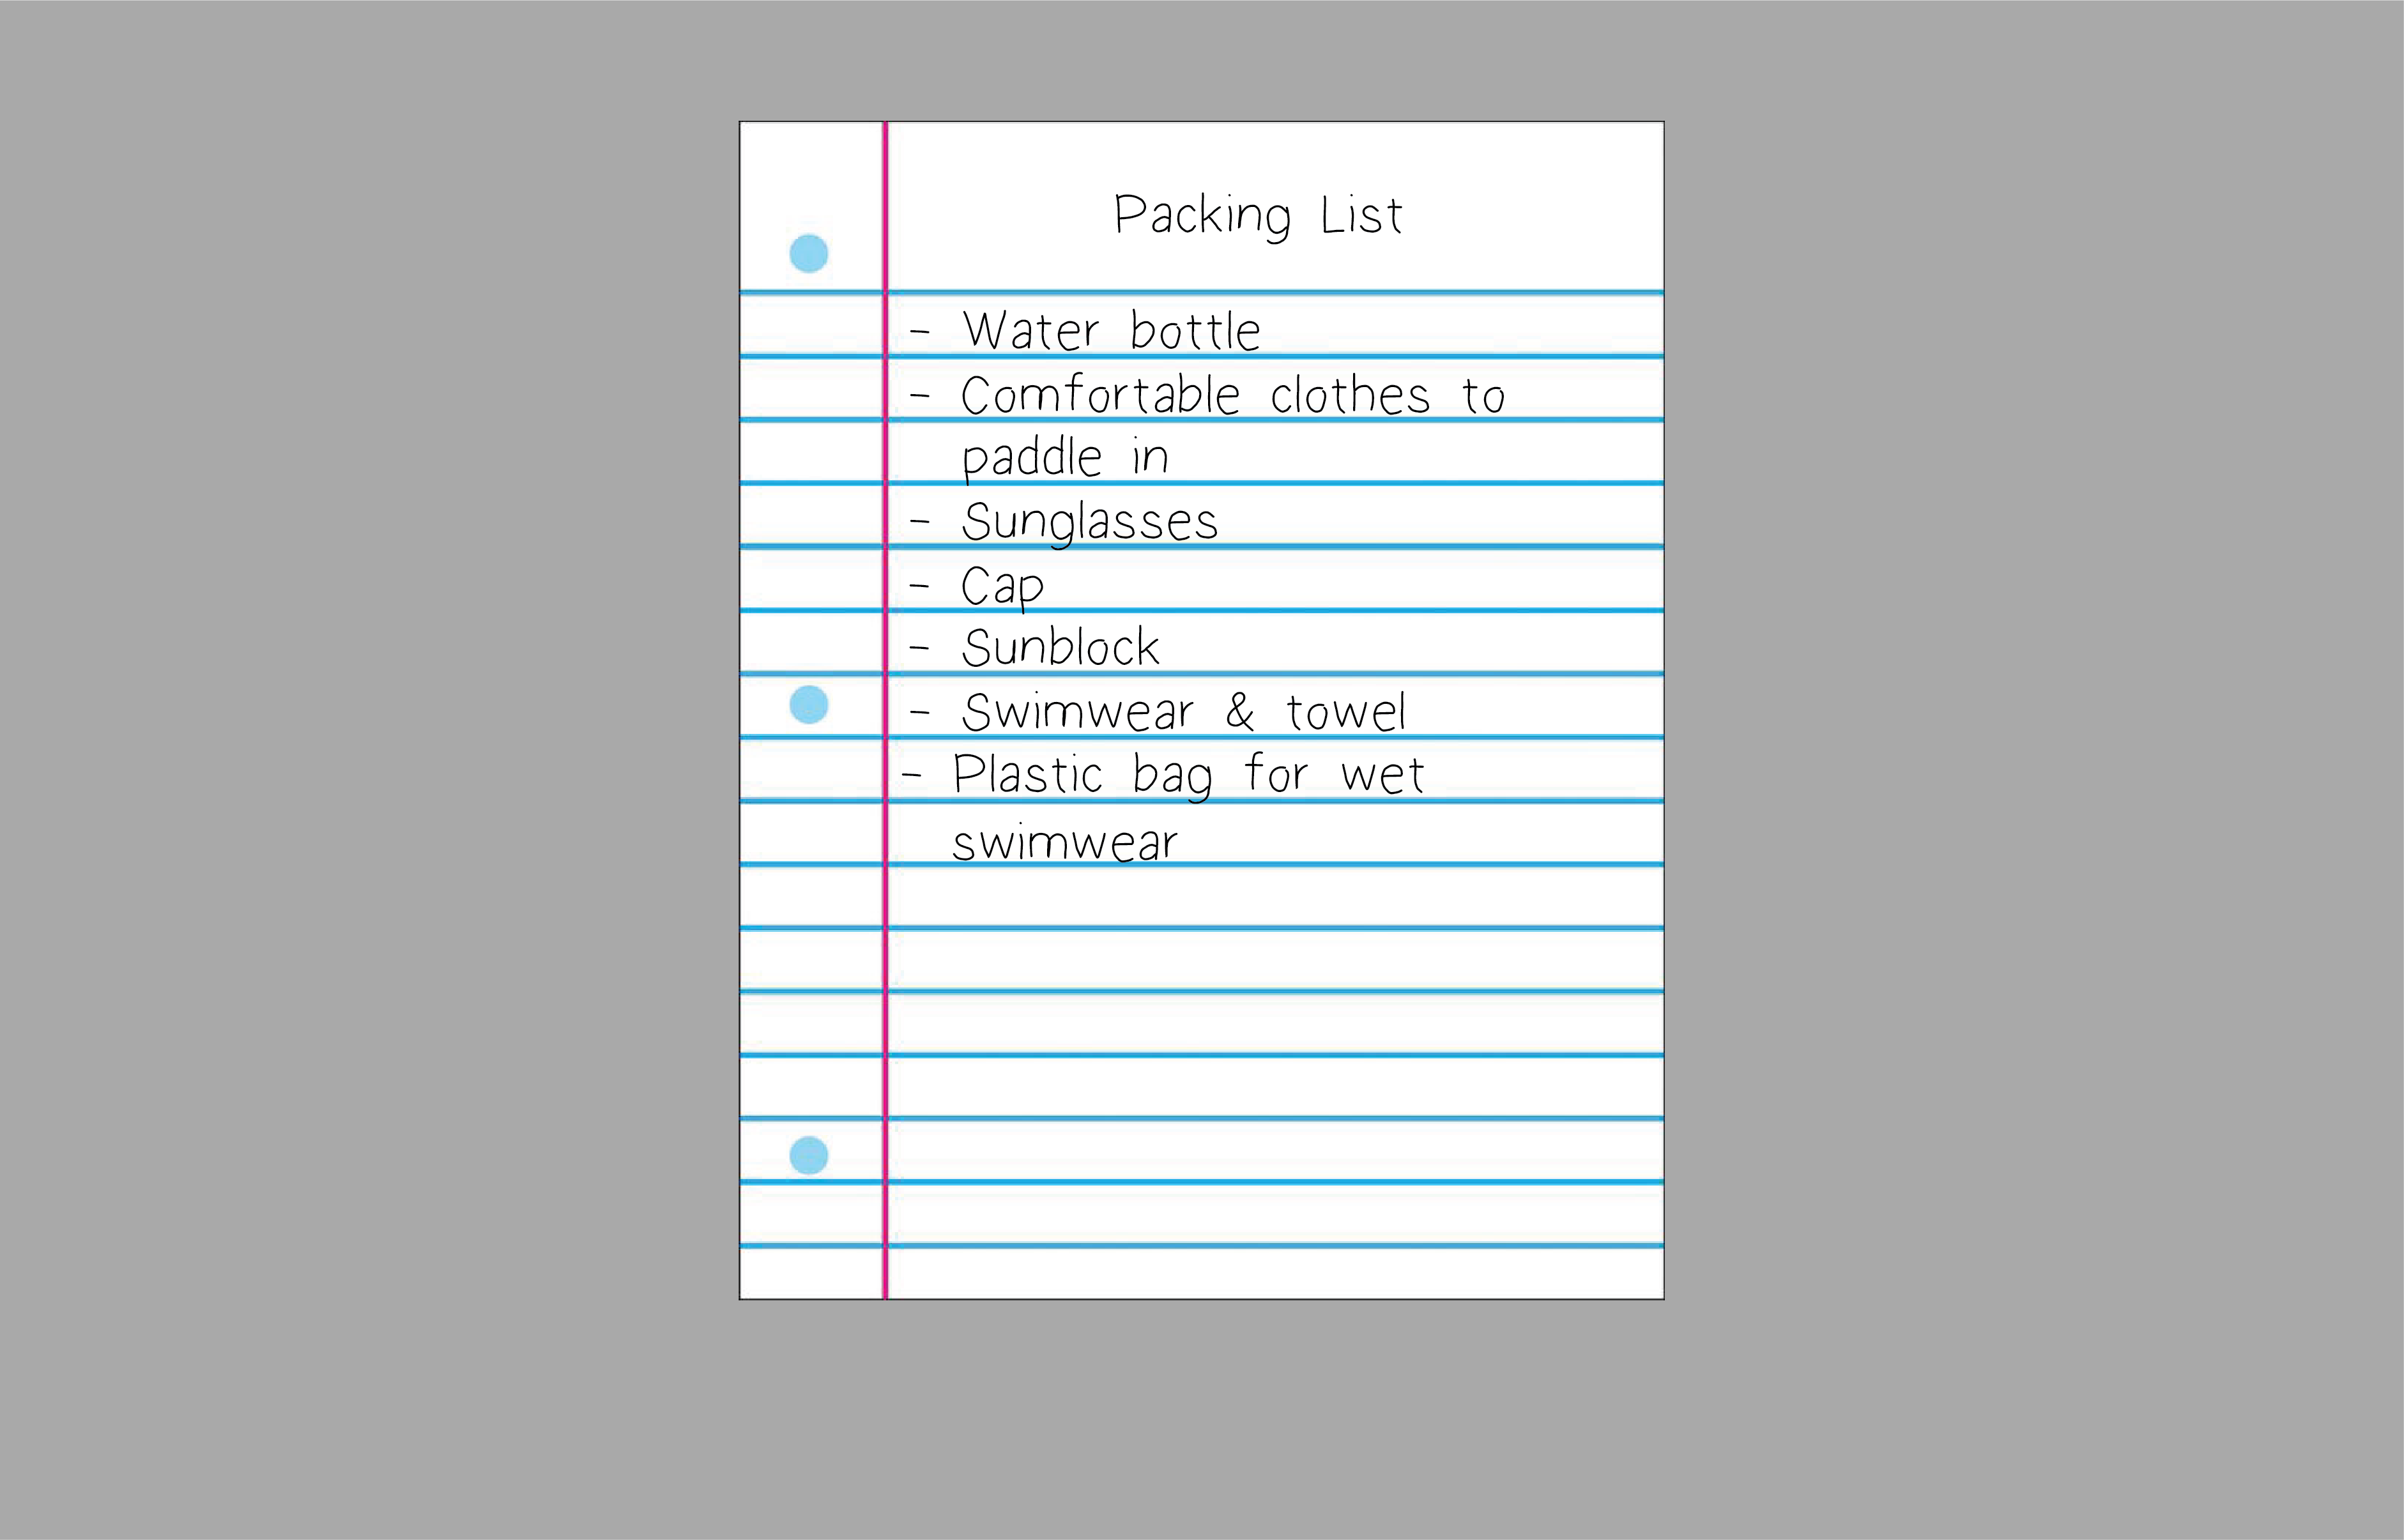 Packing List
- Water bottle
- Comfortable clothes to
paddle in
- Sunglasses
- Cap
- Sunblock
- Swimwear & towel
- Plastic bag for wet
swimwear